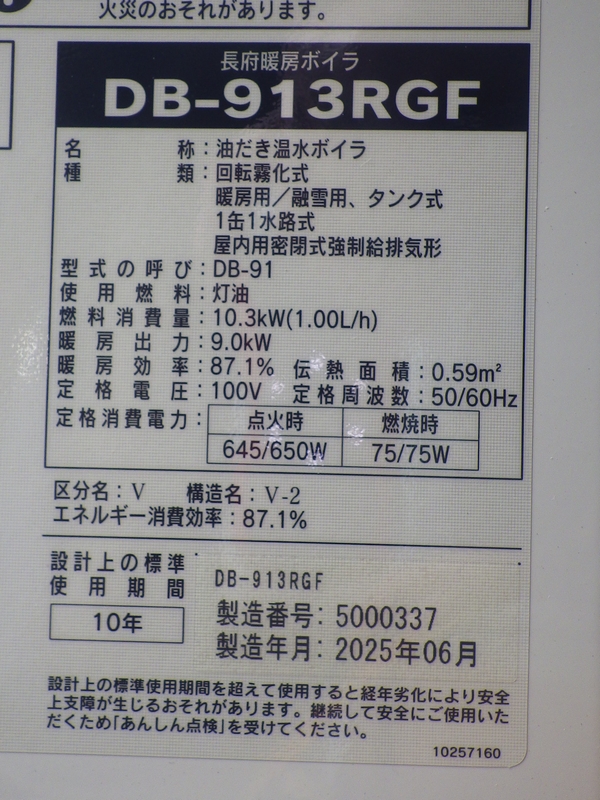 火災のおそれがあります。
長府暖房ボイラ
DB-913RGF
名称：油だき温水ボイラ
種類：回転霧化式
暖房用／融雪用、タンク式
1缶1水路式
屋内用密閉式強制給排気形
型式の呼び：DB-91
使用燃料：灯油
燃料消費量：10.3kW(1.00L/h)
暖房出力：9.0kW
暖房効率：87.1% 伝熱面積：0.59m²
定格電圧：100V 定格周波数：50/60Hz
定格消費電力： 点火時 燃焼時
645/650W 75/75W
区分名：V 構造名：V-2
エネルギー消費効率：87.1%
設計上の標準
使用期間
10年
DB-913RGF
製造番号：5000337
製造年月：2025年06月
設計上の標準使用期間を超えて使用すると経年劣化により安全
上支障が生じるおそれがあります。継続して安全にご使用いた
だくため「あんしん点検」を受けてください。
10257160